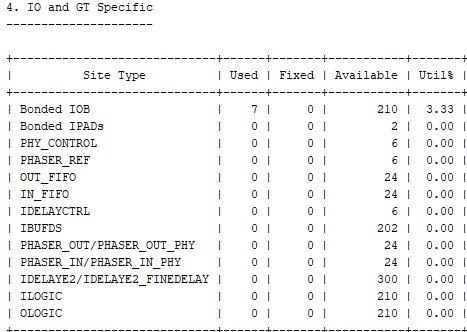 4. IO and GT Specific
---------------------

+-----------------------------+------+-------+-----------+-------+
|          Site Type          | Used | Fixed | Available | Util% |
+-----------------------------+------+-------+-----------+-------+
| Bonded IOB                  |    7 |     0 |       210 |  3.33 |
| Bonded IPADs                |    0 |     0 |         2 |  0.00 |
| PHY_CONTROL                 |    0 |     0 |         6 |  0.00 |
| PHASER_REF                  |    0 |     0 |         6 |  0.00 |
| OUT_FIFO                    |    0 |     0 |        24 |  0.00 |
| IN_FIFO                     |    0 |     0 |        24 |  0.00 |
| IDELAYCTRL                  |    0 |     0 |         6 |  0.00 |
| IBUFDS                      |    0 |     0 |       202 |  0.00 |
| PHASER_OUT/PHASER_OUT_PHY   |    0 |     0 |        24 |  0.00 |
| PHASER_IN/PHASER_IN_PHY     |    0 |     0 |        24 |  0.00 |
| IDELAYE2/IDELAYE2_FINEDELAY |    0 |     0 |       300 |  0.00 |
| ILOGIC                      |    0 |     0 |       210 |  0.00 |
| OLOGIC                      |    0 |     0 |       210 |  0.00 |
+-----------------------------+------+-------+-----------+-------+